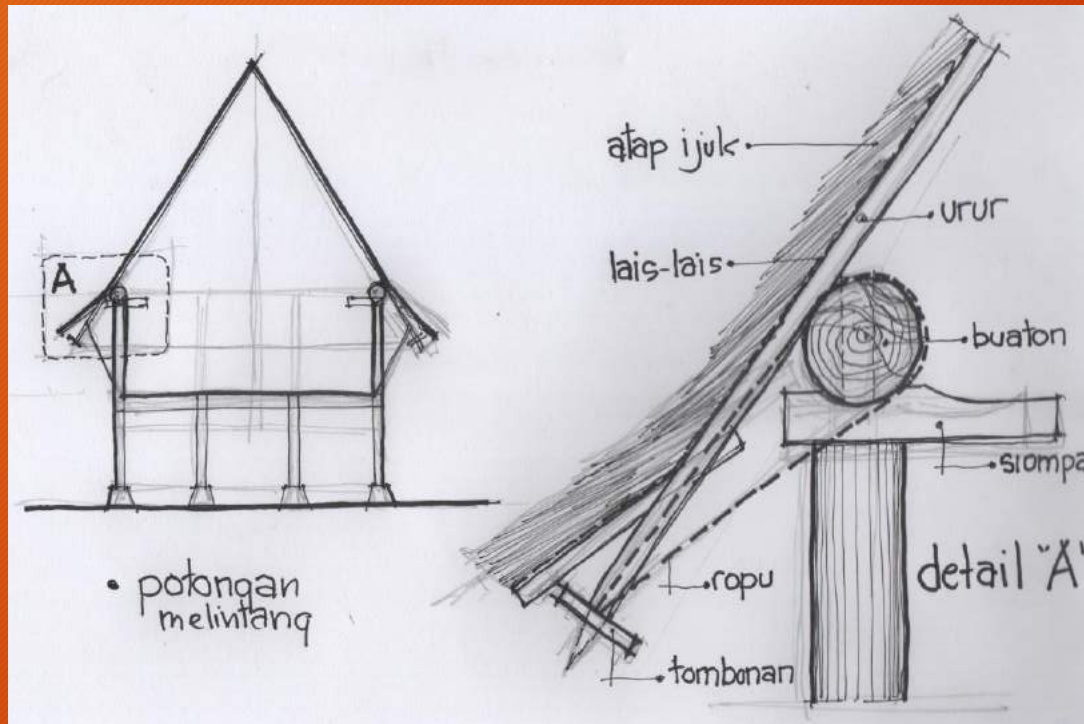 A
• potongan
melintang
atap ijuk
urur
lais-lais
buaton
siompa
ropu
detail "A"
tombonan